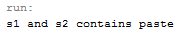 run:
s1 and s2 contains paste